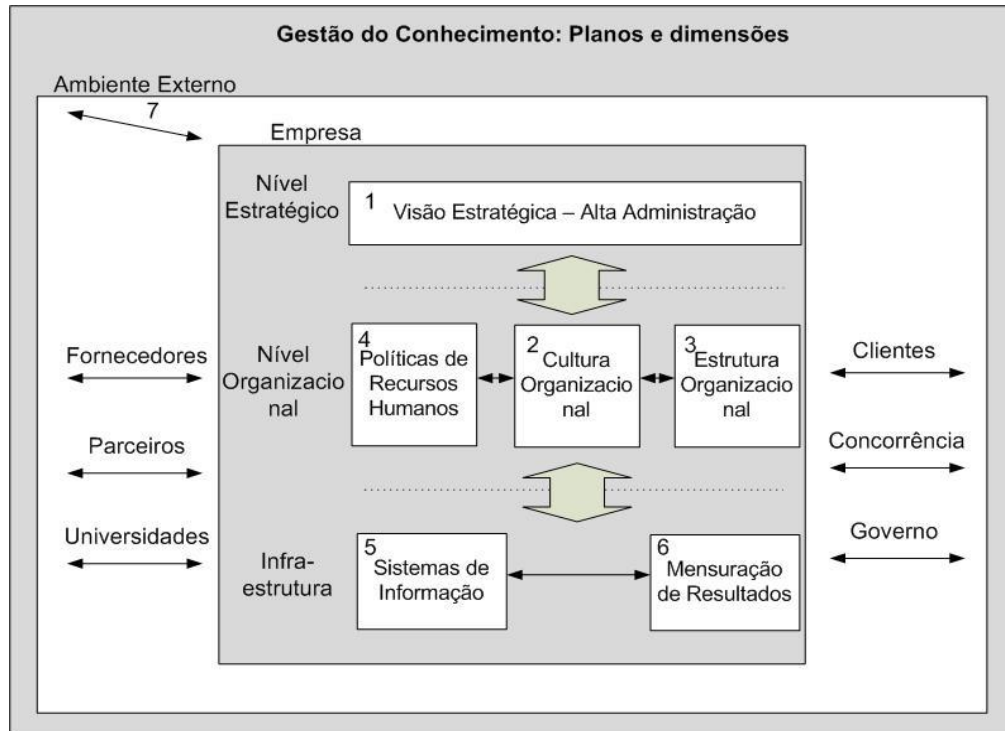 Gestão do Conhecimento: Planos e dimensões
Ambiente Externo
7
Empresa
Nível
Estratégico
1
Visão Estratégica – Alta Administração
Fornecedores
Parceiros
Universidades
Nível
Organizacio
nal
4
Políticas de
Recursos
Humanos
2
Cultura
Organizacio
nal
3
Estrutura
Organizacio
nal
Clientes
Concorrência
Governo
Infra-
estrutura
5
Sistemas de
Informação
6
Mensuração
de Resultados